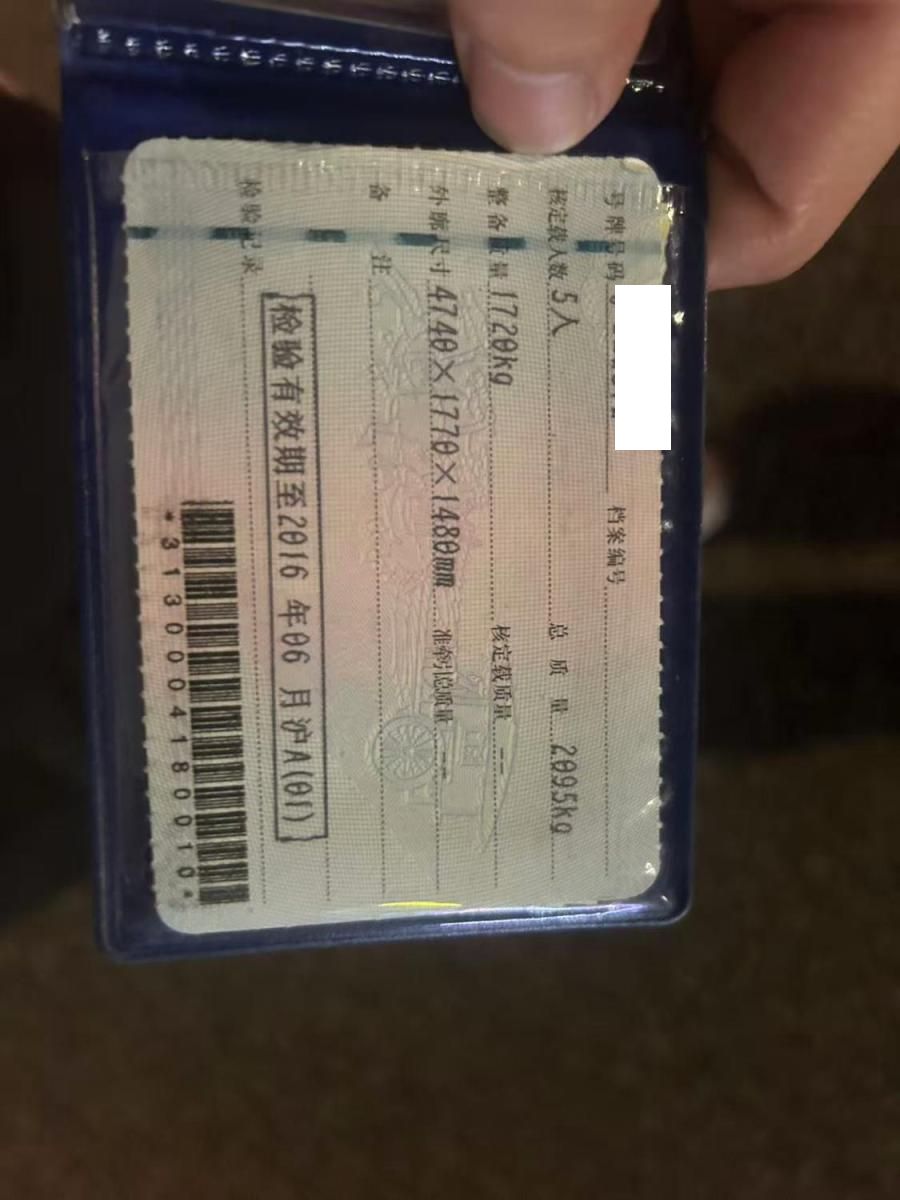 号牌号码 档案编号
核定载人数 5人 总质量 2095kg
整备质量 1720kg 核定载质量 --
外廓尺寸 4740×1770×1480mm 准牵引总质量 --
备注
检验有效期至2016 年06 月沪A(01)
检验记录
*3130004180010*